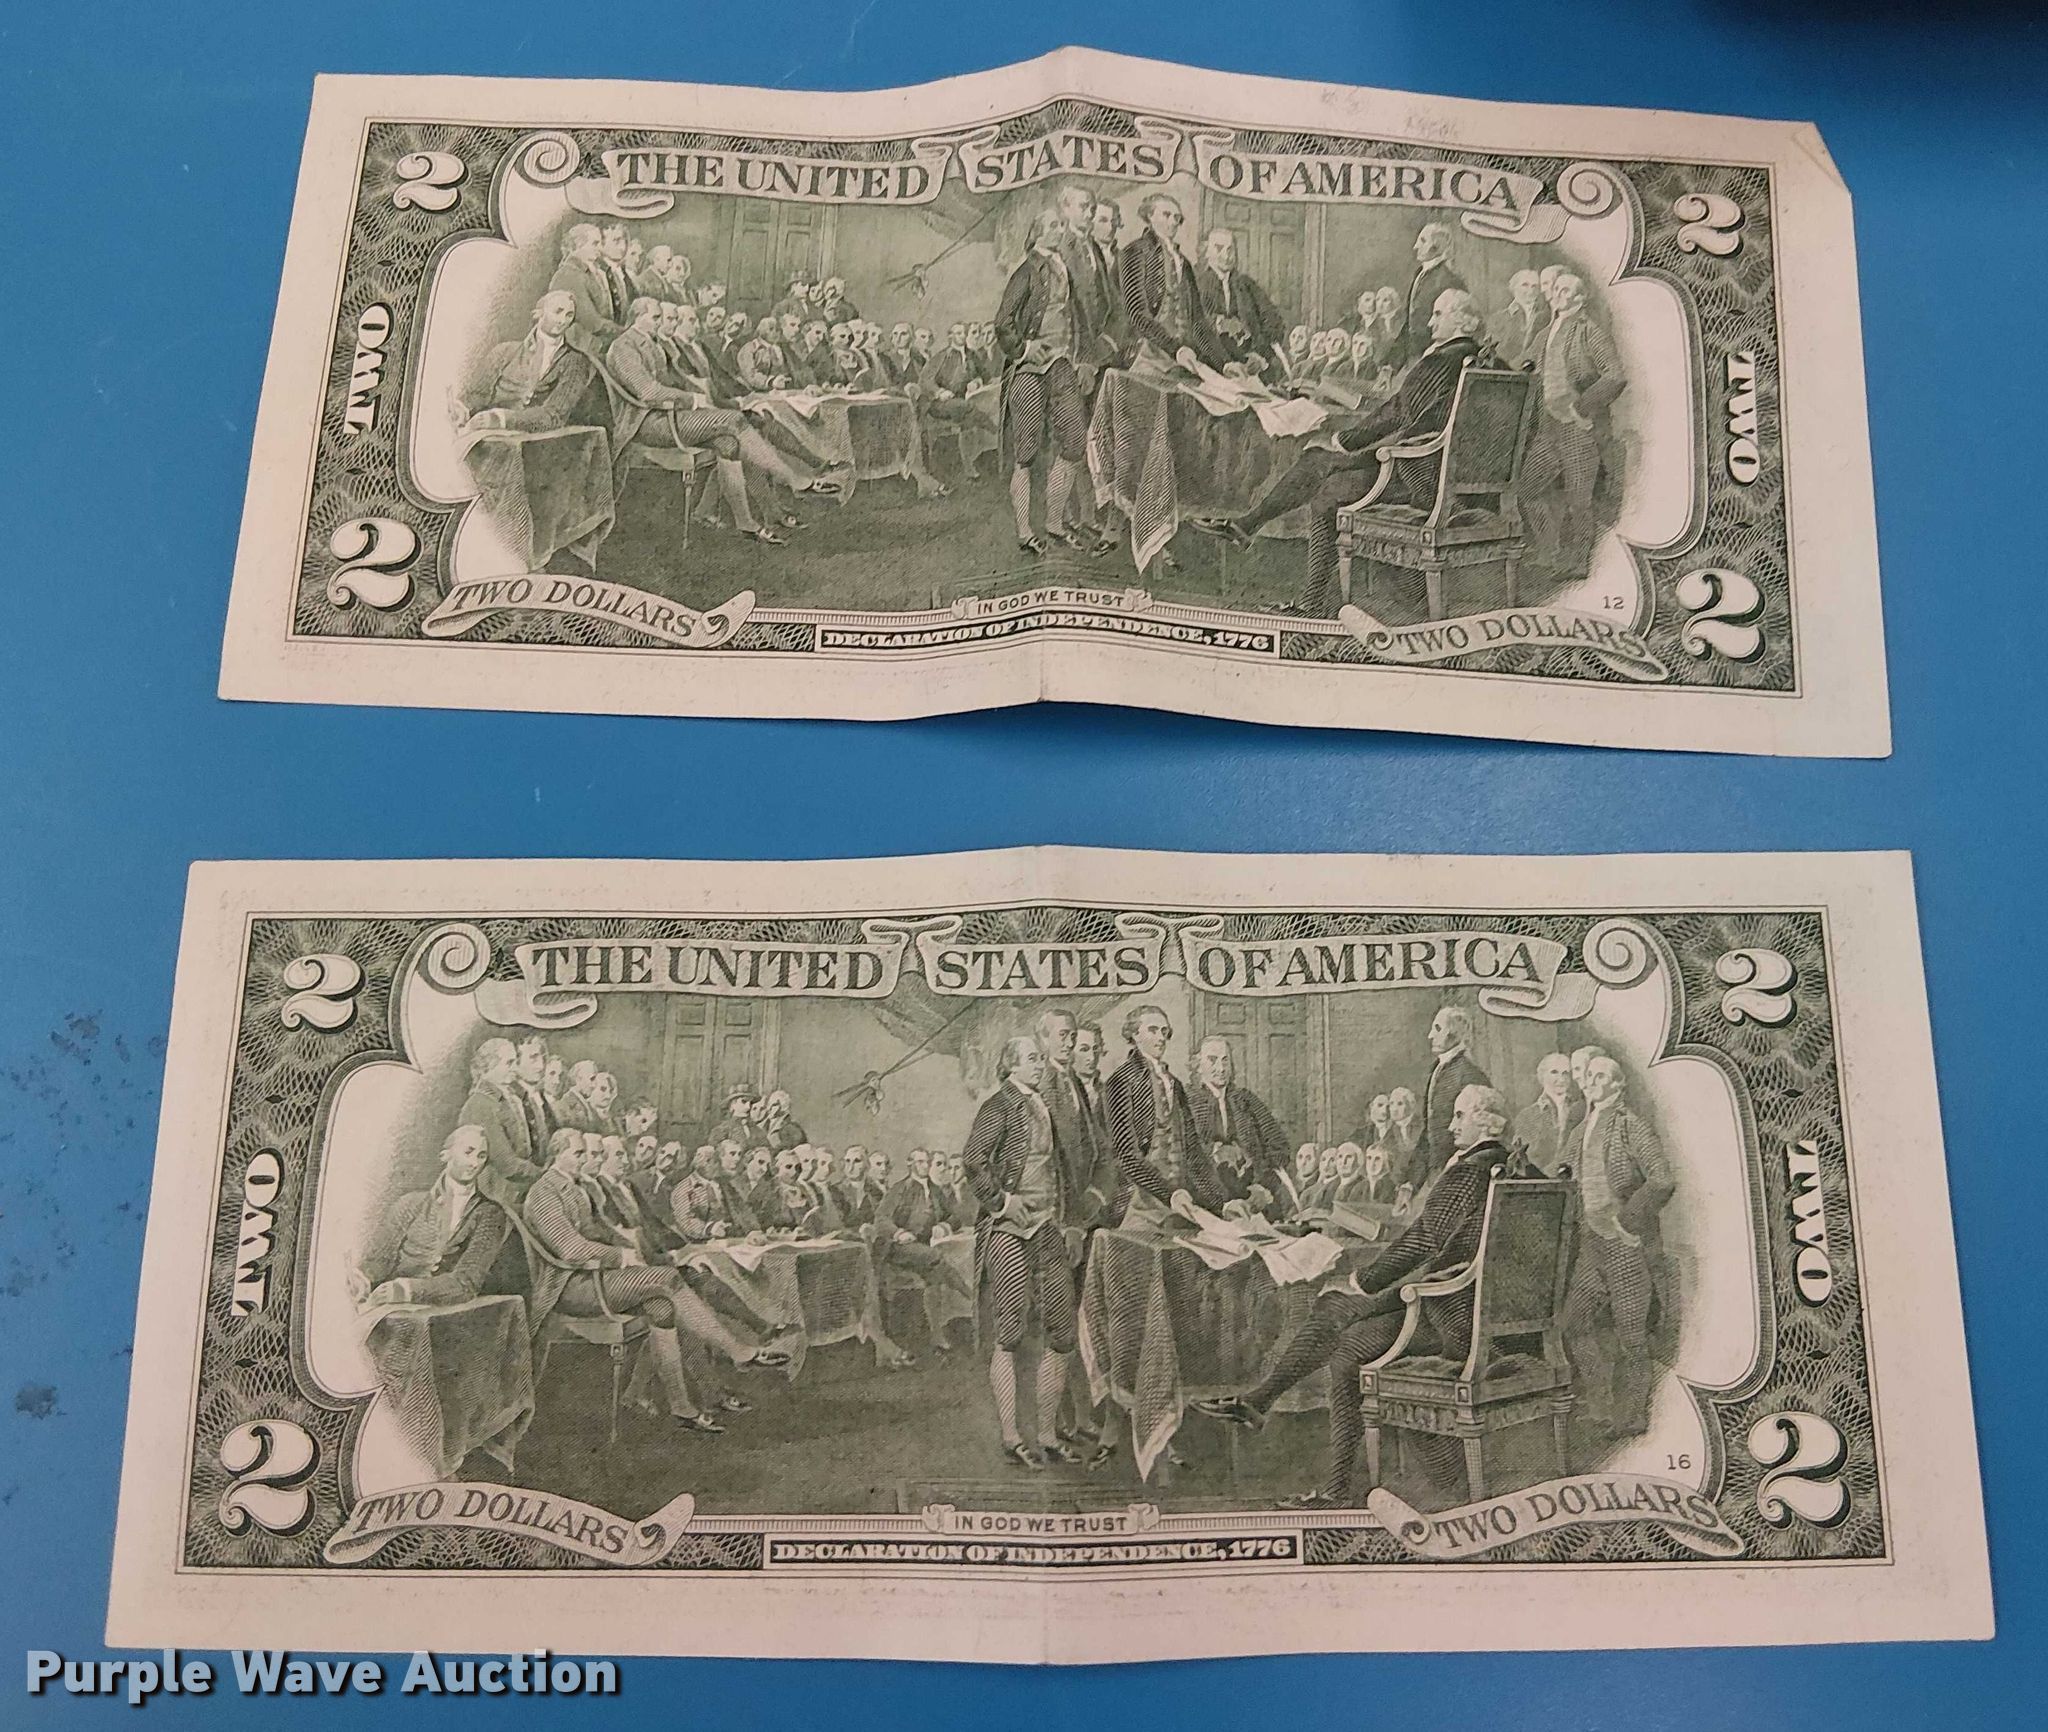 2 THE UNITED STATES OF AMERICA 2
TWO TWO
2 TWO DOLLARS IN GOD WE TRUST 12 TWO DOLLARS 2
DECLARATION OF INDEPENDENCE, 1776
2 THE UNITED STATES OF AMERICA 2
TWO TWO
2 TWO DOLLARS IN GOD WE TRUST 16 TWO DOLLARS 2
DECLARATION OF INDEPENDENCE, 1776
Purple Wave Auction